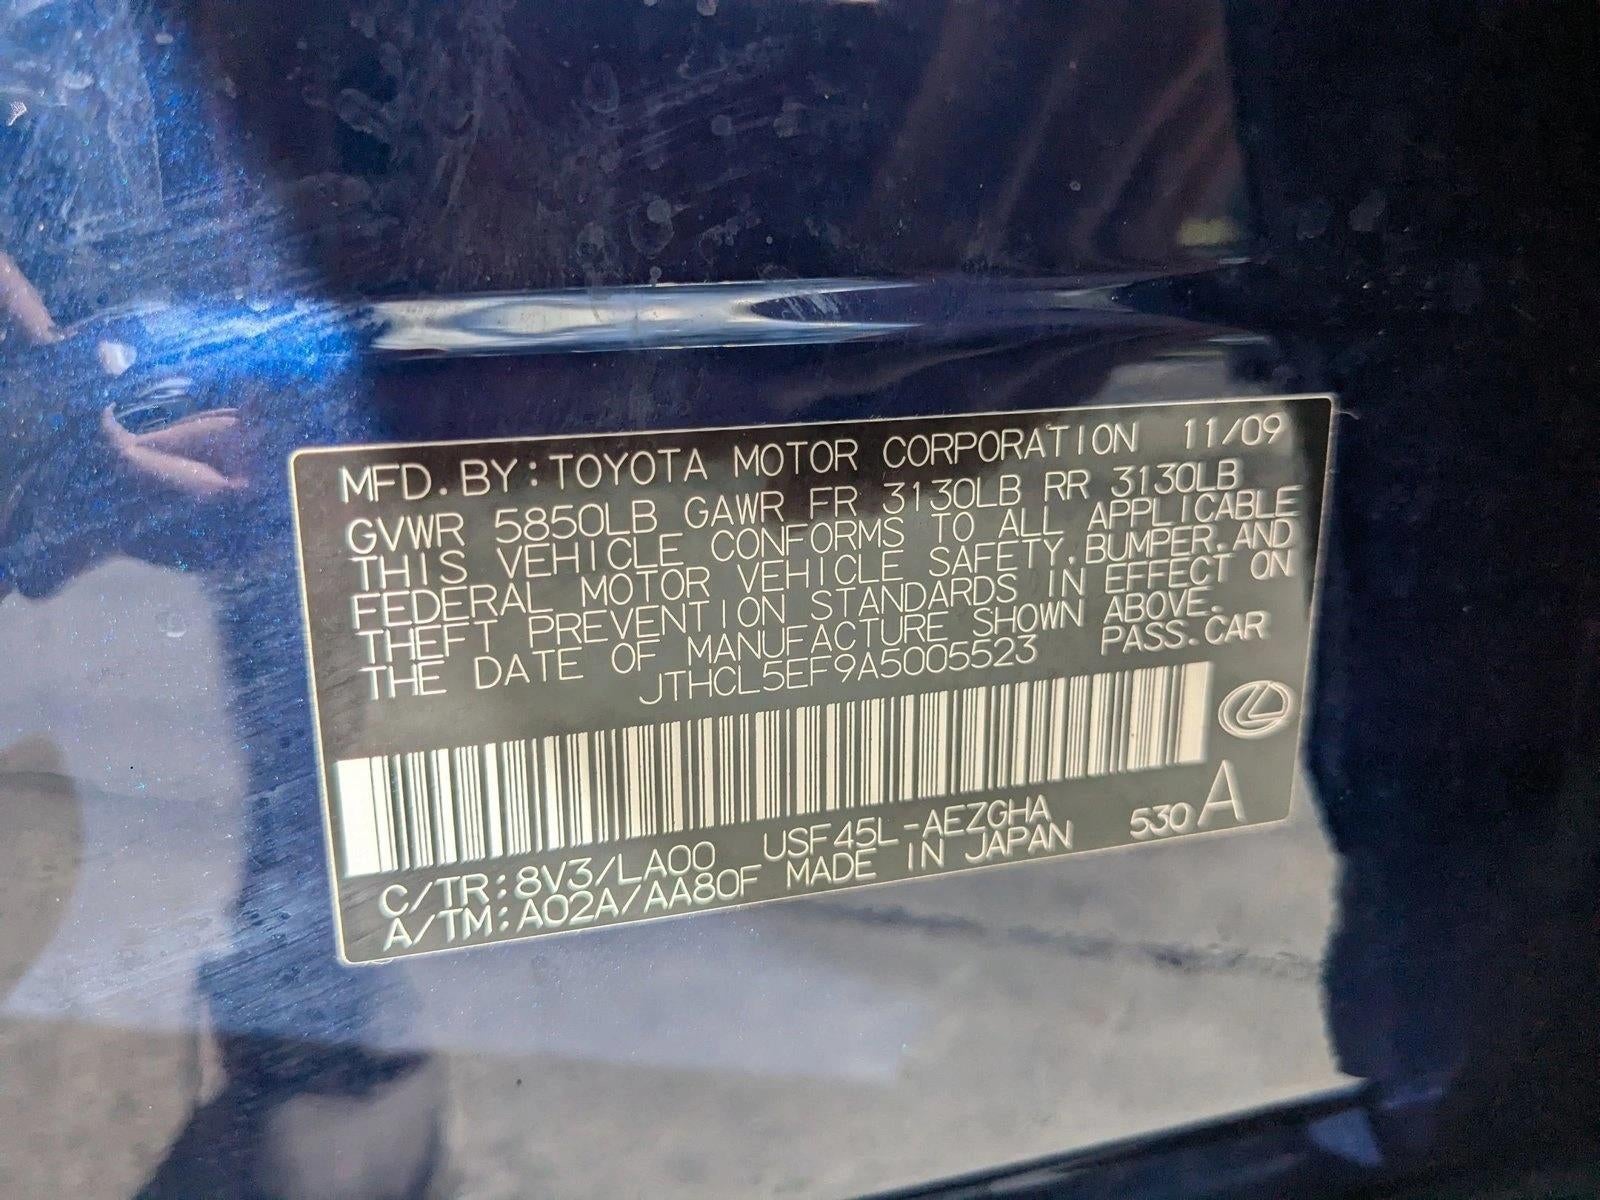 MFD. BY: TOYOTA MOTOR CORPORATION 11/09
GVWR 5850LB GAWR FR 3130LB RR 3130LB
THIS VEHICLE CONFORMS TO ALL APPLICABLE
FEDERAL MOTOR VEHICLE SAFETY, BUMPER, AND
THEFT PREVENTION STANDARDS IN EFFECT ON
THE DATE OF MANUFACTURE SHOWN ABOVE.
JTHCL5EF9A5005523 PASS. CAR
C/TR: 8V3/LA00 USF45L-AEZGHA 530 A
A/TM: A02A/AA80F MADE IN JAPAN